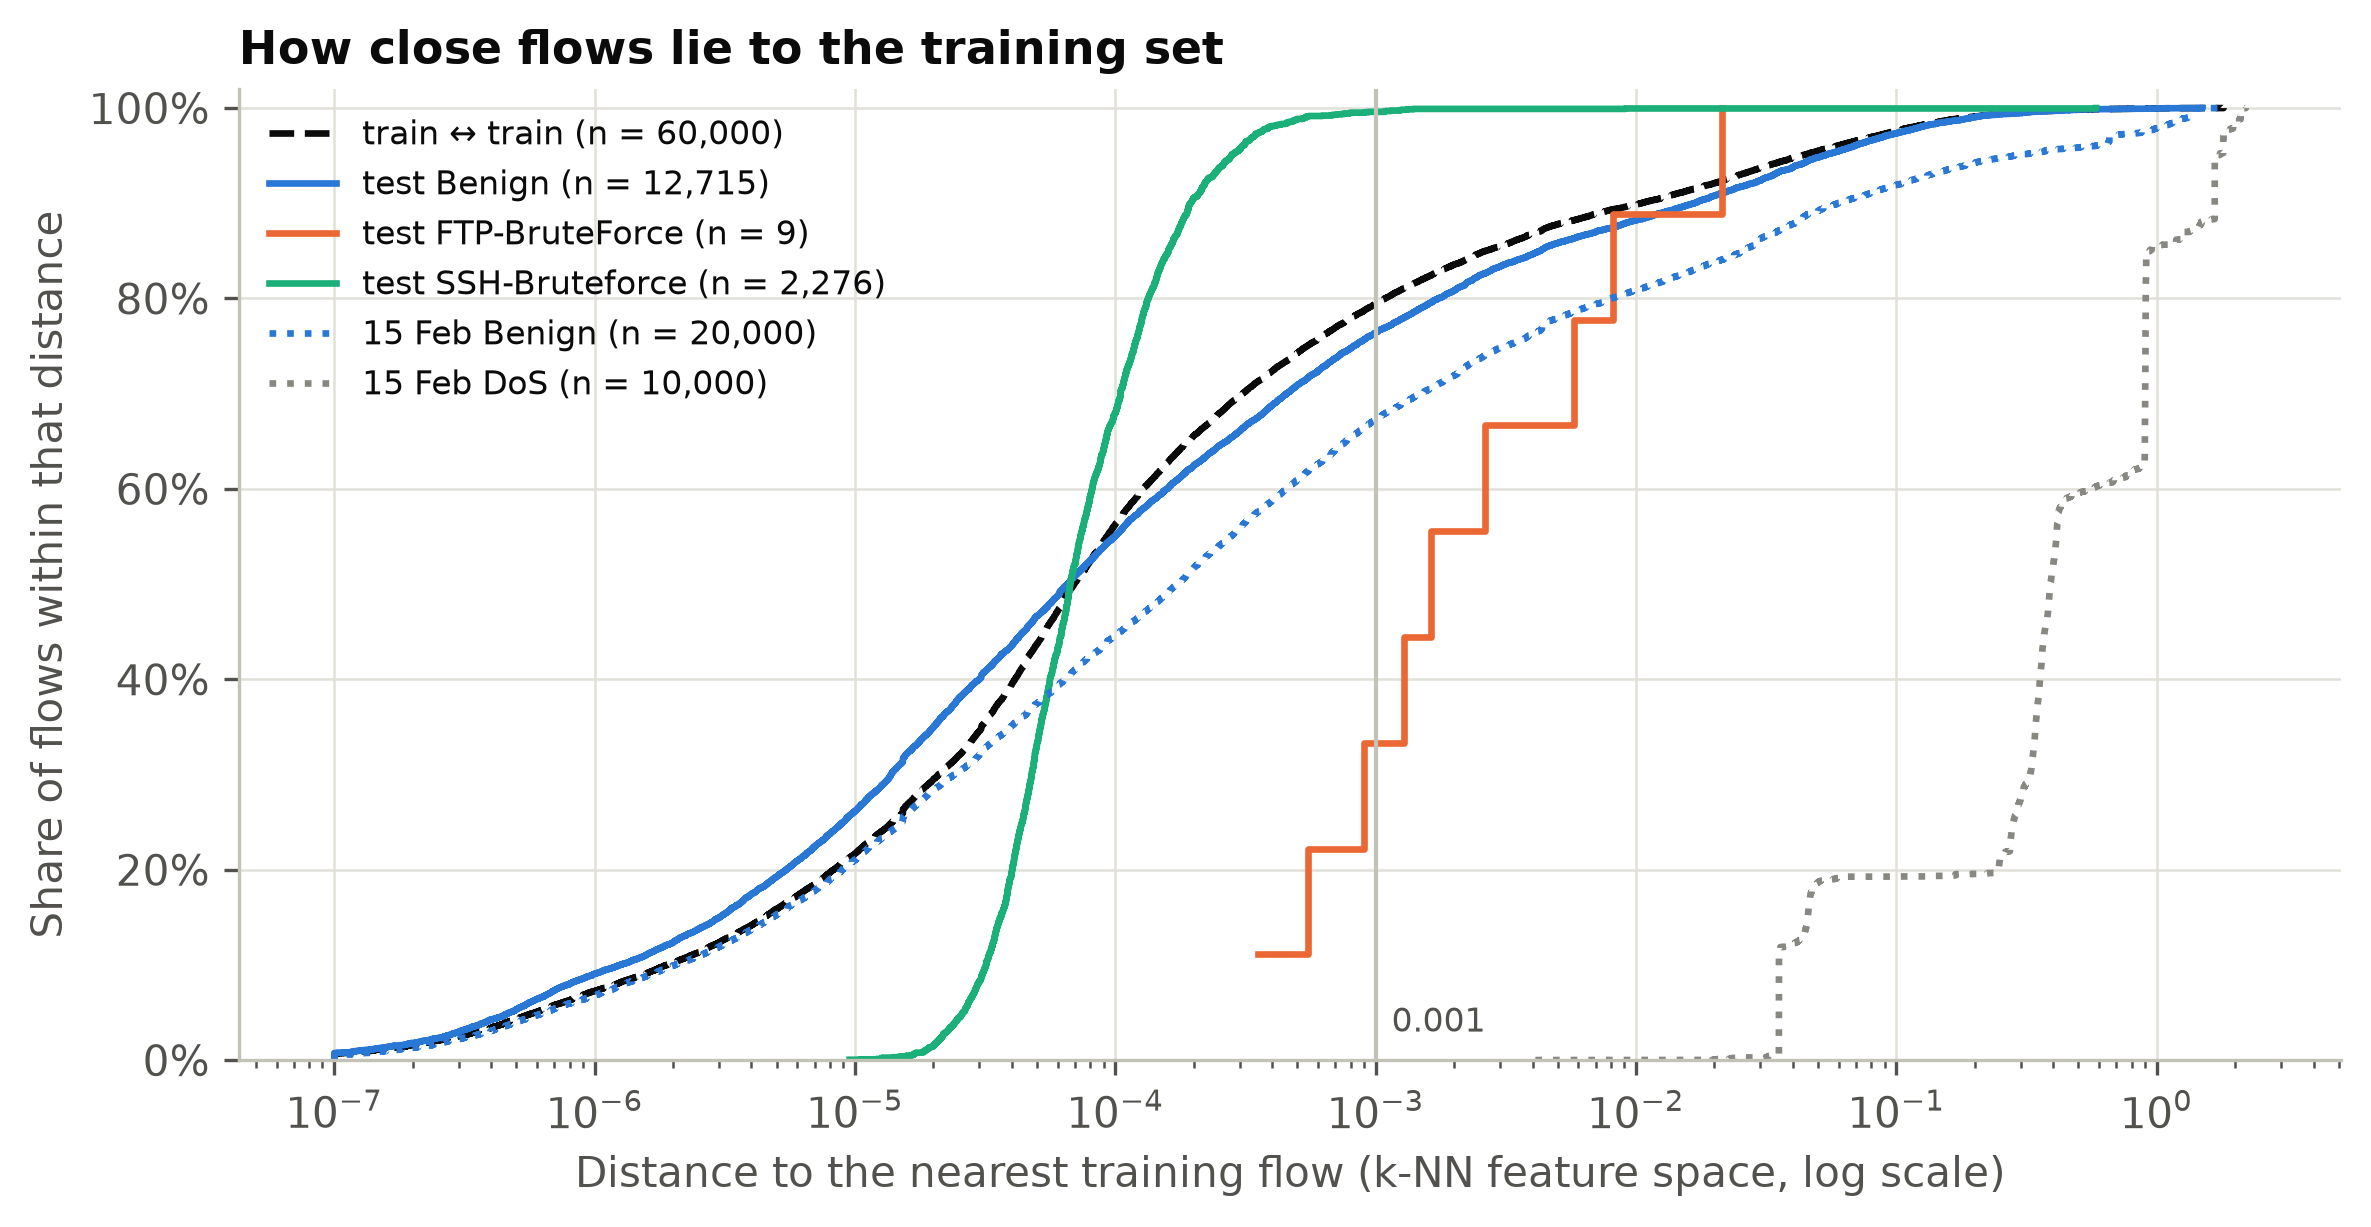 How close flows lie to the training set
Share of flows within that distance
100%
80%
60%
40%
20%
0%
train ↔ train (n = 60,000)
test Benign (n = 12,715)
test FTP-BruteForce (n = 9)
test SSH-Bruteforce (n = 2,276)
15 Feb Benign (n = 20,000)
15 Feb DoS (n = 10,000)
0.001
10⁻⁷ 10⁻⁶ 10⁻⁵ 10⁻⁴ 10⁻³ 10⁻² 10⁻¹ 10⁰
Distance to the nearest training flow (k-NN feature space, log scale)